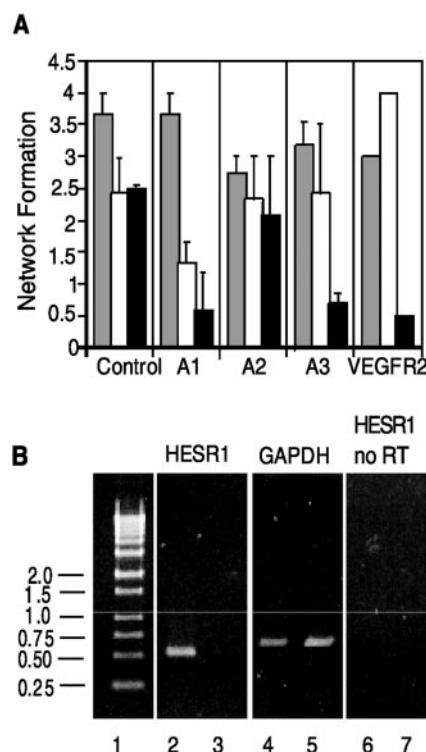 A
Network Formation
4.5
4
3.5
3
2.5
2
1.5
1
0.5
0
Control A1 A2 A3 VEGFR2
B
HESR1 GAPDH HESR1
no RT
2.0
1.5
1.0
0.75
0.50
0.25
1 2 3 4 5 6 7